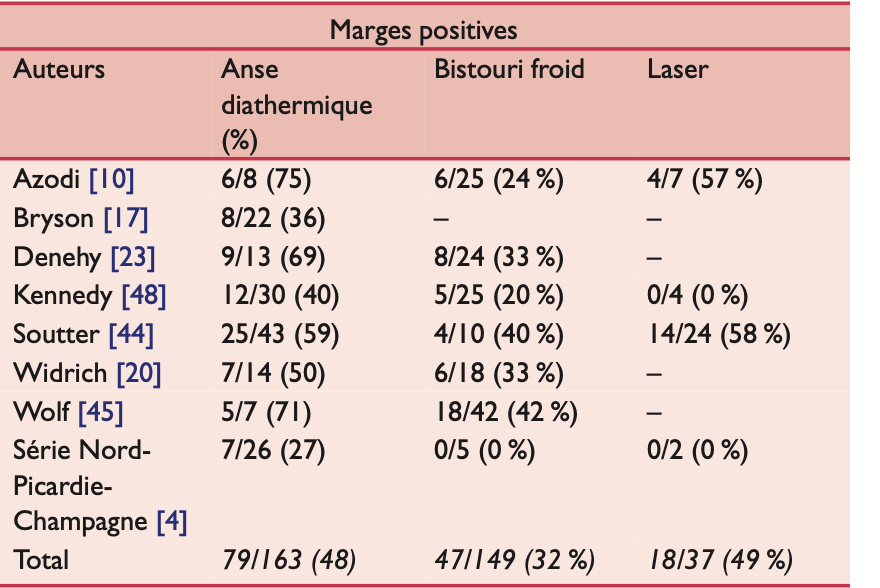 Marges positives
Auteurs Anse diathermique (%) Bistouri froid Laser
Azodi [10] 6/8 (75) 6/25 (24 %) 4/7 (57 %)
Bryson [17] 8/22 (36) – –
Denehy [23] 9/13 (69) 8/24 (33 %) –
Kennedy [48] 12/30 (40) 5/25 (20 %) 0/4 (0 %)
Soutter [44] 25/43 (59) 4/10 (40 %) 14/24 (58 %)
Widrich [20] 7/14 (50) 6/18 (33 %) –
Wolf [45] 5/7 (71) 18/42 (42 %) –
Série Nord- 7/26 (27) 0/5 (0 %) 0/2 (0 %)
Picardie-
Champagne [4]
Total 79/163 (48) 47/149 (32 %) 18/37 (49 %)